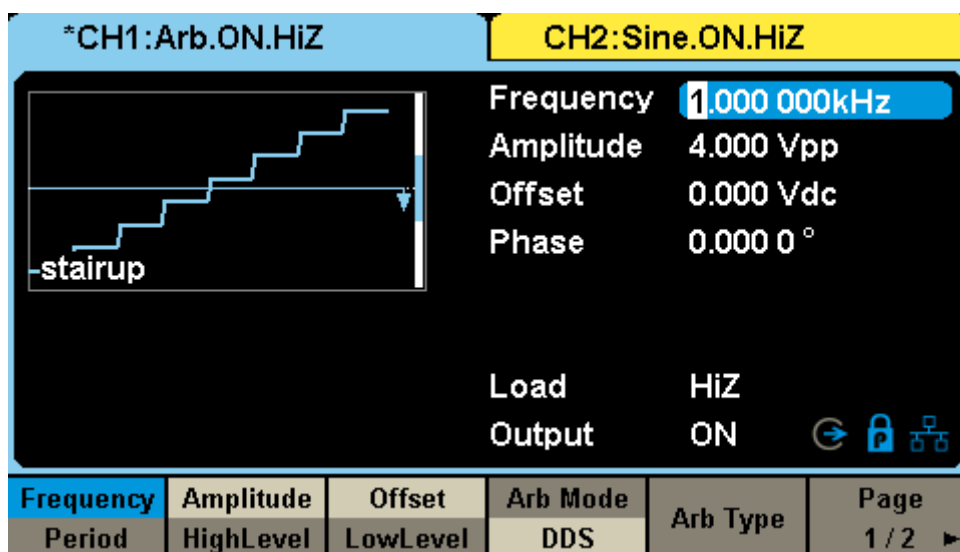 *CH1:Arb.ON.HiZ CH2:Sine.ON.HiZ
Frequency 1.000 000kHz
Amplitude 4.000 Vpp
Offset 0.000 Vdc
Phase 0.000 0 °
stairup
Load HiZ
Output ON
Frequency Amplitude Offset Arb Mode Arb Type Page
Period HighLevel LowLevel DDS 1 / 2 ►